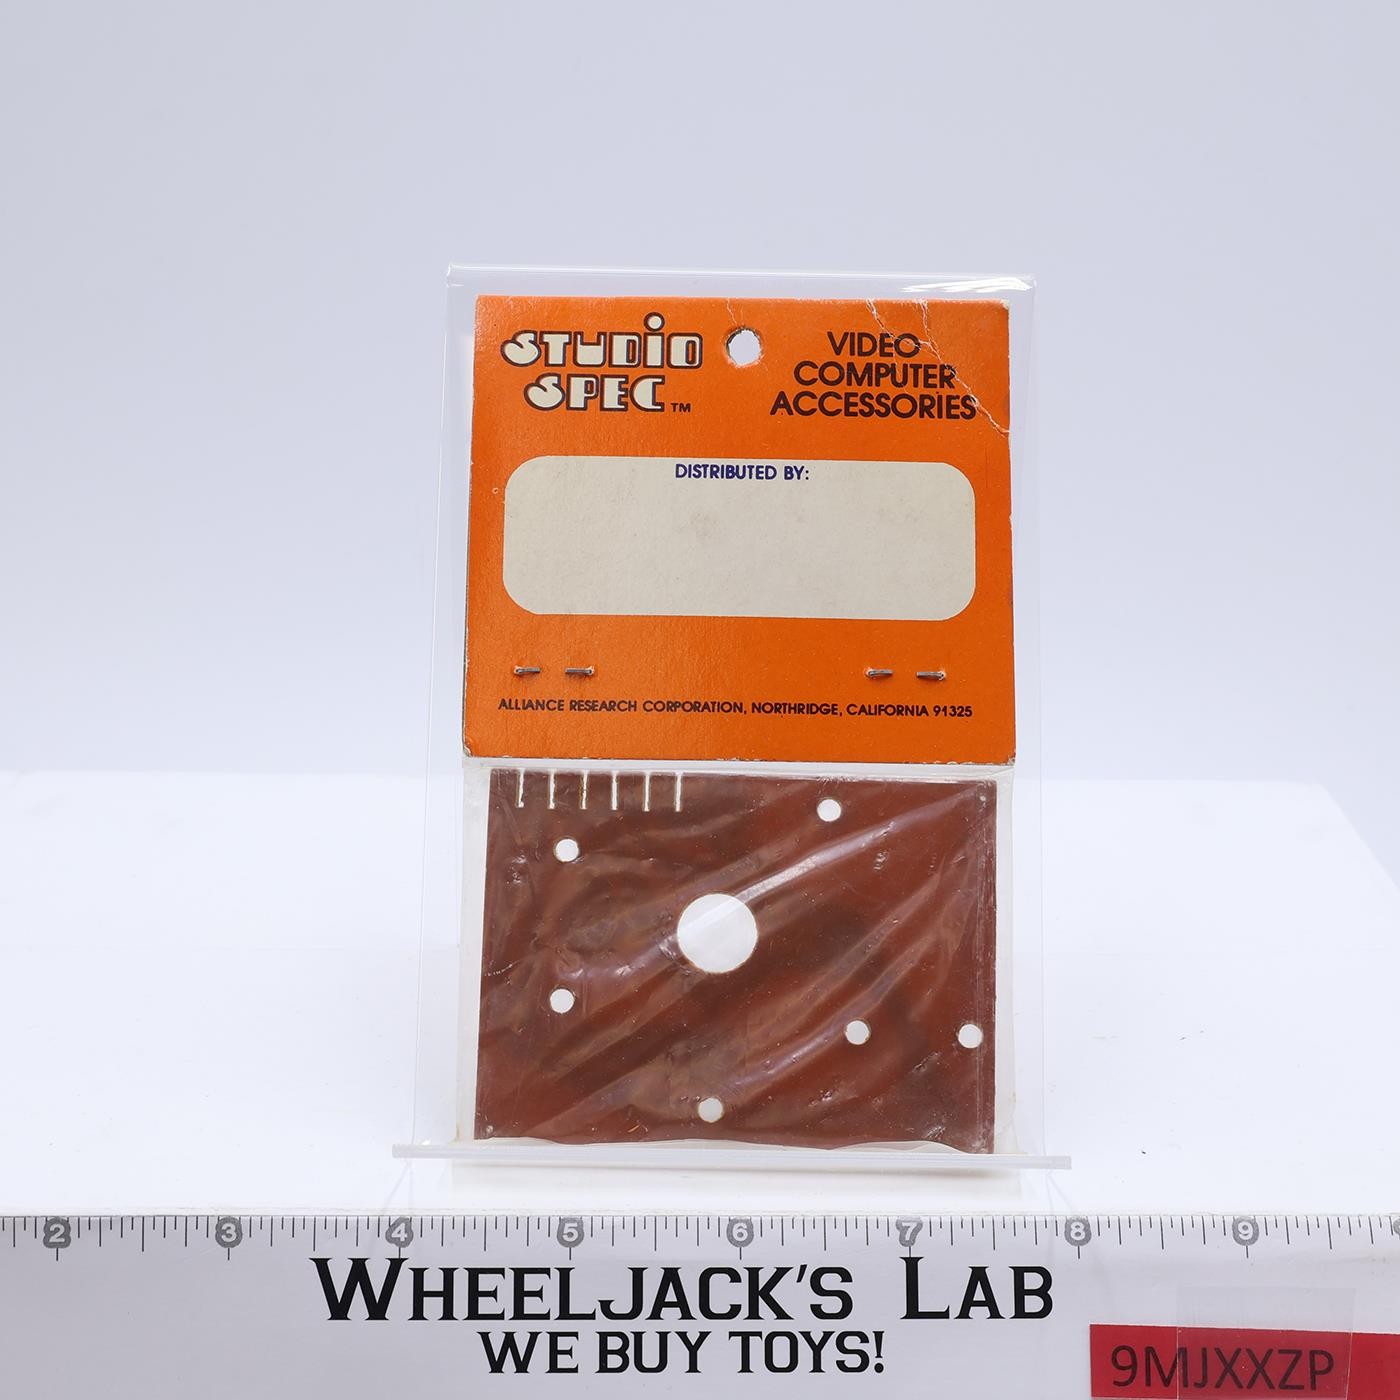 STUDIO
SPEC™
VIDEO
COMPUTER
ACCESSORIES
DISTRIBUTED BY:
ALLIANCE RESEARCH CORPORATION, NORTHRIDGE, CALIFORNIA 91325
2 3 4 5 6 7 8 9
WHEELJACK'S LAB
WE BUY TOYS!
9MJXXZP